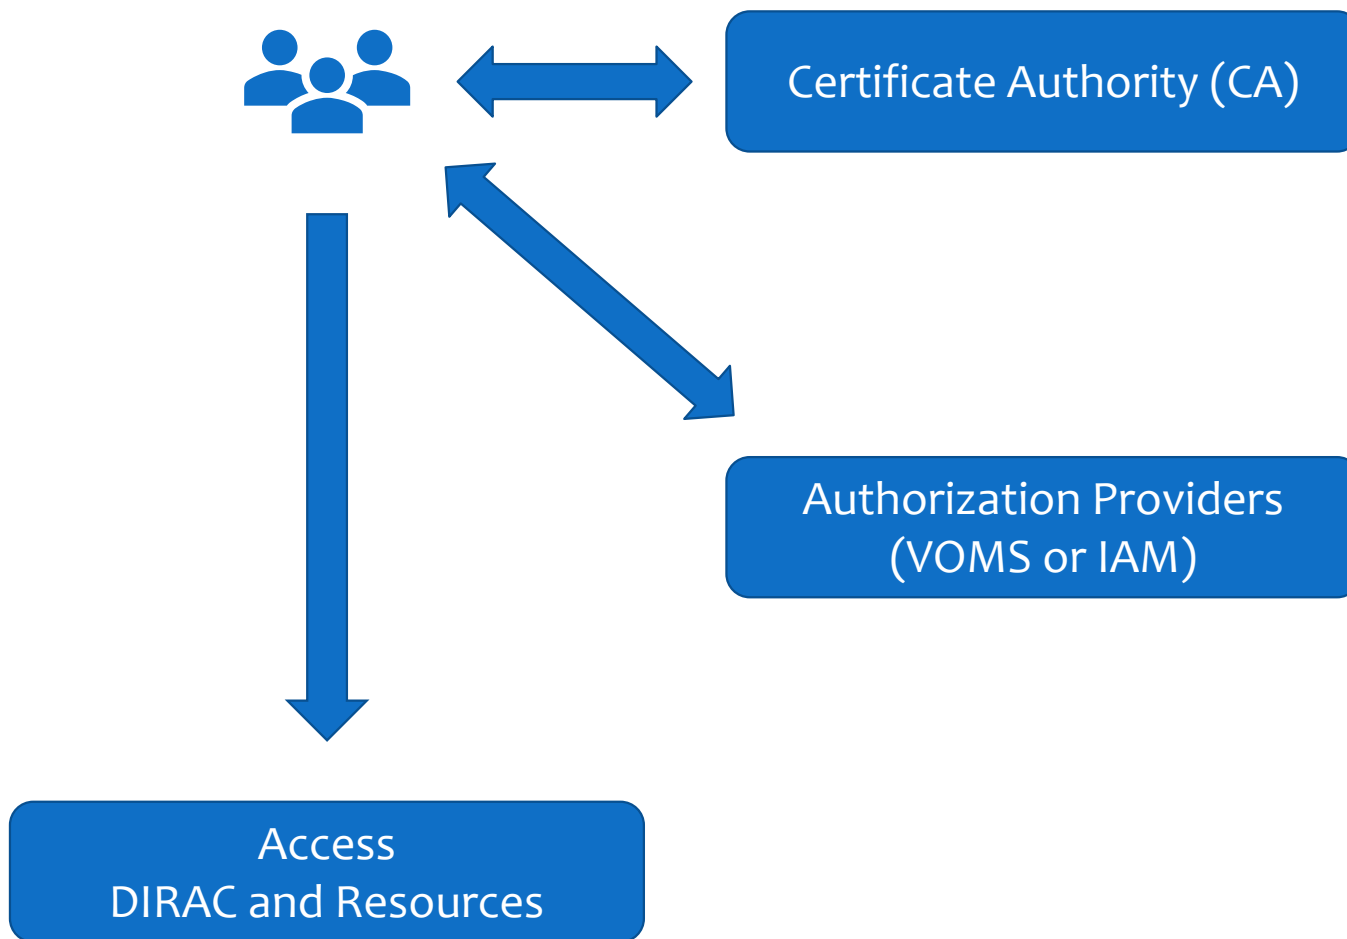 Certificate Authority (CA)
Authorization Providers
(VOMS or IAM)
Access
DIRAC and Resources